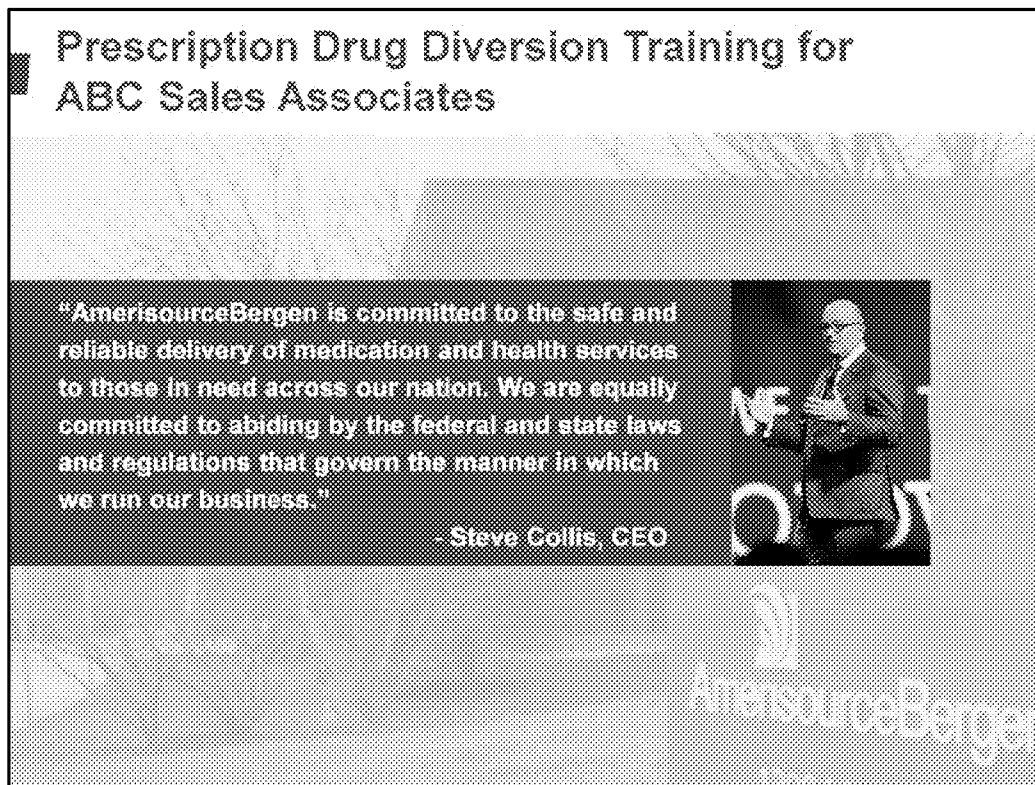 Prescription Drug Diversion Training for
ABC Sales Associates
"AmerisourceBergen is committed to the safe and
reliable delivery of medication and health services
to those in need across our nation. We are equally
committed to abiding by the federal and state laws
and regulations that govern the manner in which
we run our business."
- Steve Collis, CEO
AmerisourceBergen